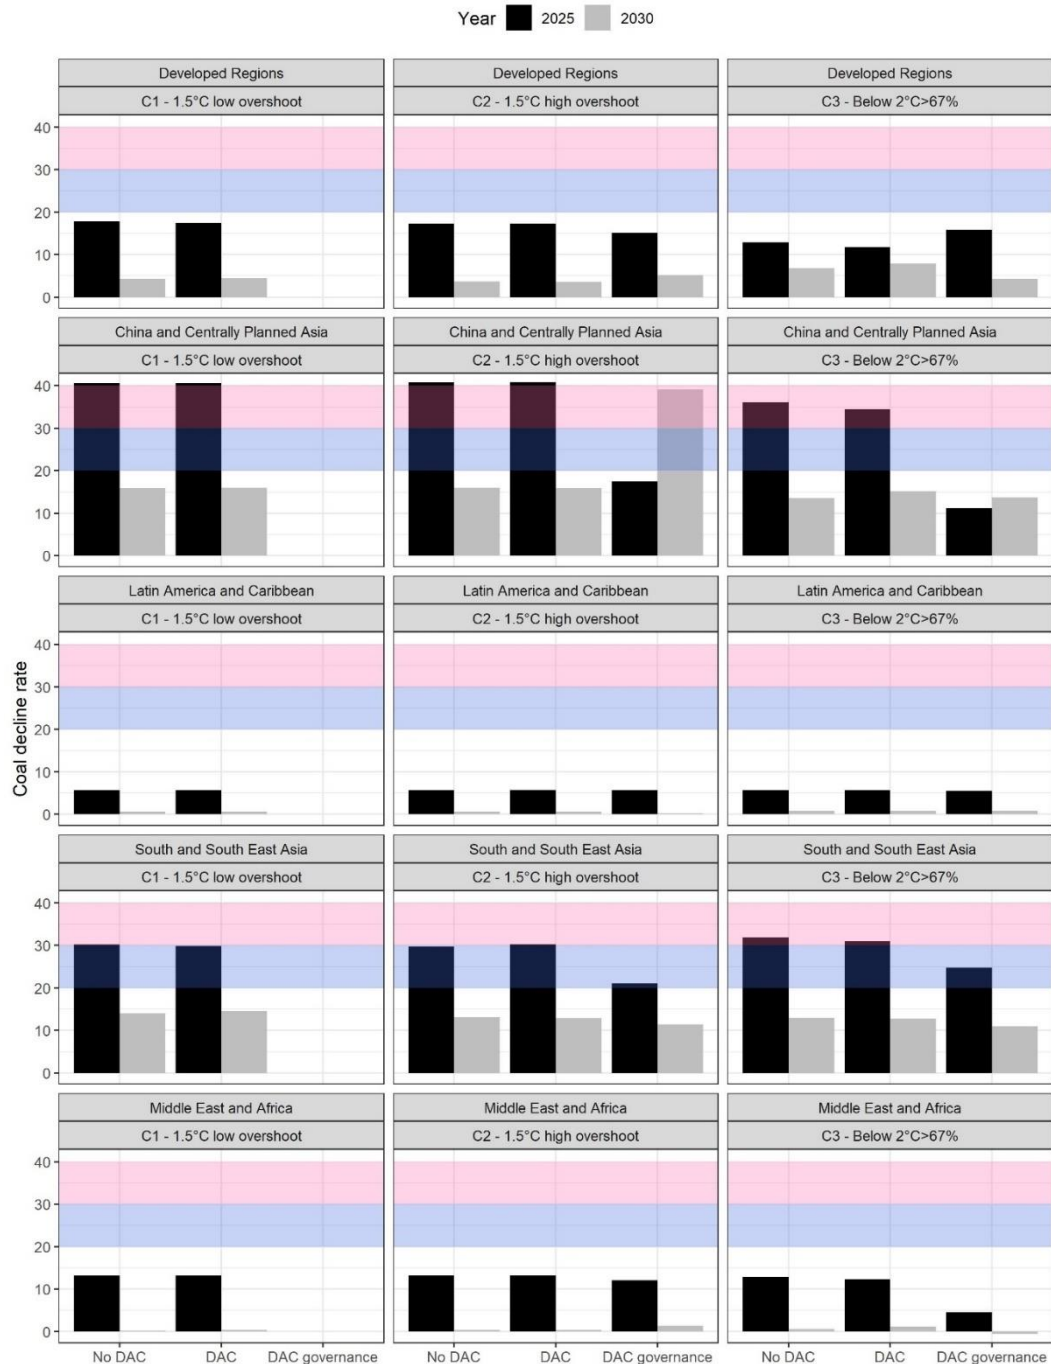 Year 2025 2030
Developed Regions Developed Regions Developed Regions
C1 - 1.5°C low overshoot C2 - 1.5°C high overshoot C3 - Below 2°C>67%
40
30
20
10
0
China and Centrally Planned Asia China and Centrally Planned Asia China and Centrally Planned Asia
C1 - 1.5°C low overshoot C2 - 1.5°C high overshoot C3 - Below 2°C>67%
40
30
20
10
0
Latin America and Caribbean Latin America and Caribbean Latin America and Caribbean
C1 - 1.5°C low overshoot C2 - 1.5°C high overshoot C3 - Below 2°C>67%
40
30
20
10
0
Coal decline rate
South and South East Asia South and South East Asia South and South East Asia
C1 - 1.5°C low overshoot C2 - 1.5°C high overshoot C3 - Below 2°C>67%
40
30
20
10
0
Middle East and Africa Middle East and Africa Middle East and Africa
C1 - 1.5°C low overshoot C2 - 1.5°C high overshoot C3 - Below 2°C>67%
40
30
20
10
0
No DAC DAC DAC governance No DAC DAC DAC governance No DAC DAC DAC governance